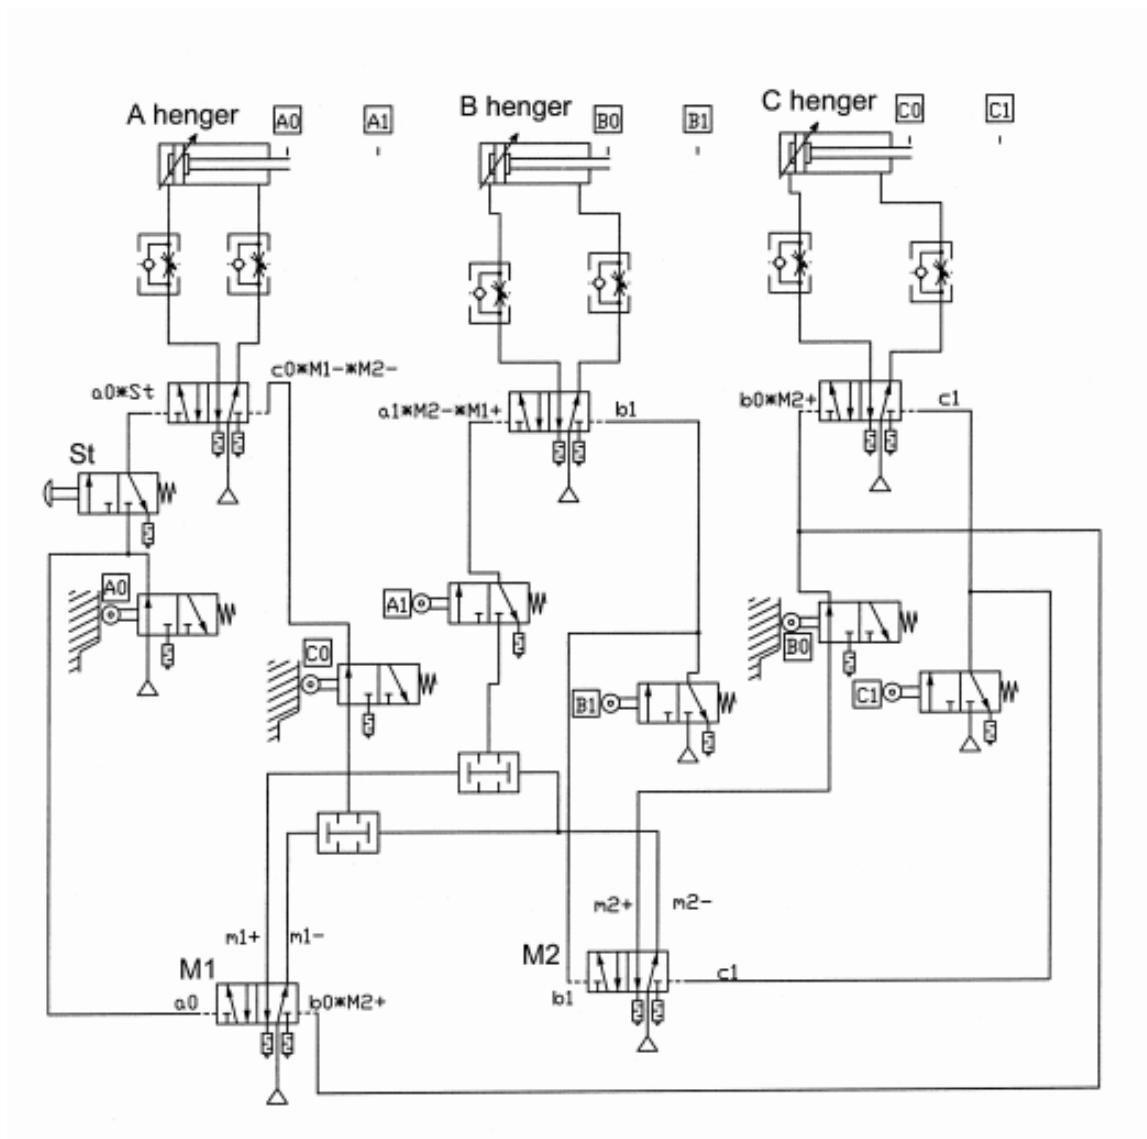 A henger A0 A1
B henger B0 B1
C henger C0 C1
a0*St
c0*M1-*M2-
a1*M2-*M1+
b1
b0*M2+
c1
St
A0
A1
C0
B0
B1
C1
m1+ m1-
m2+ m2-
M1
M2
a0
b0*M2+
b1
c1